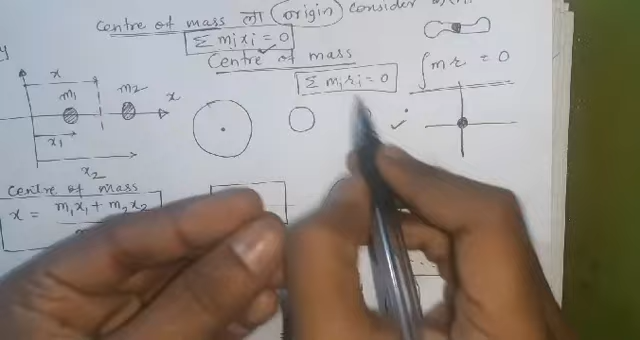 centre of mass ला origin consider
Σ mᵢxᵢ = 0
centre of mass
Σ mᵢrᵢ = 0
∫ m r = 0
x
m₁
m₂
x
x₁
x₂
centre of mass
x = m₁x₁ + m₂x₂